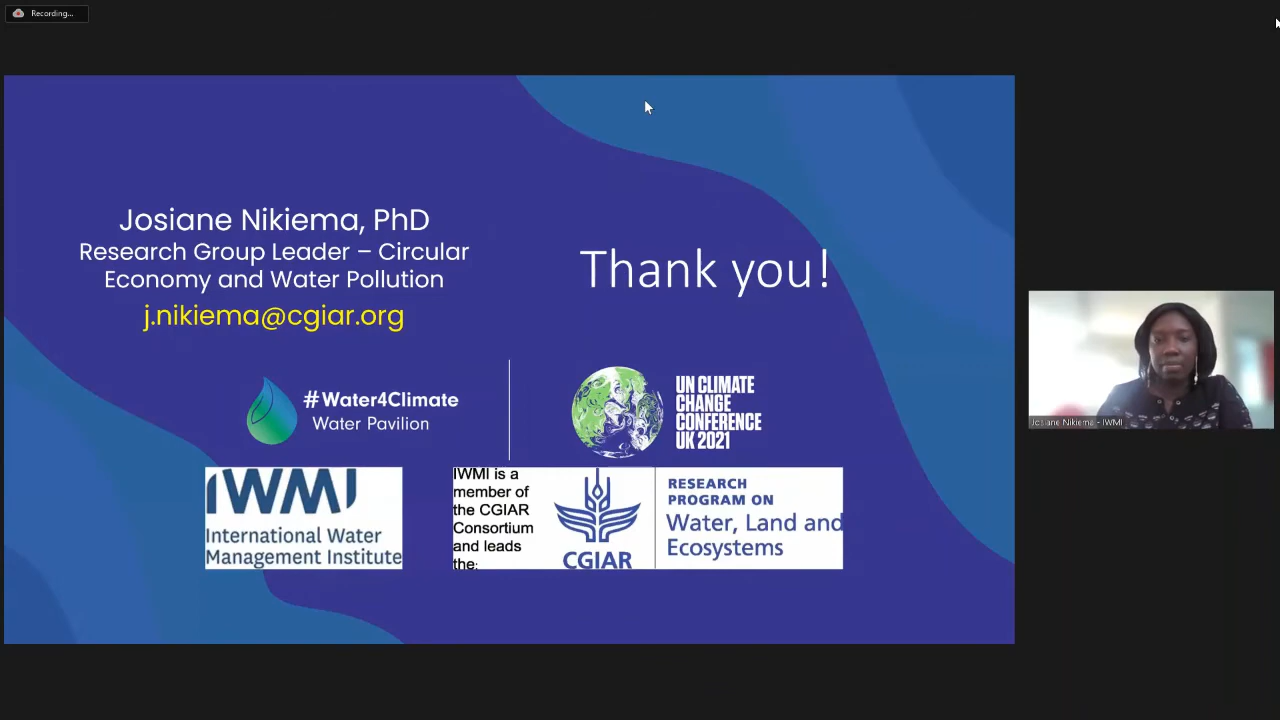 Recording...
Josiane Nikiema, PhD
Research Group Leader – Circular
Economy and Water Pollution
j.nikiema@cgiar.org
Thank you!
#Water4Climate
Water Pavilion
UN CLIMATE
CHANGE
CONFERENCE
UK 2021
IWMI
International Water
Management Institute
IWMI is a
member of
the CGIAR
Consortium
and leads
the:
CGIAR
RESEARCH
PROGRAM ON
Water, Land and
Ecosystems
Josiane Nikiema - IWMI